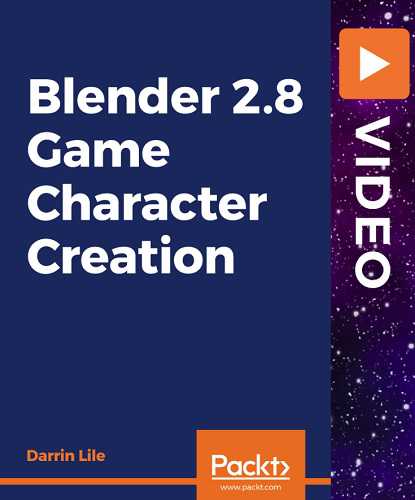 Blender 2.8
Game
Character
Creation
VIDEO
Darrin Lile
Packt>
www.packt.com